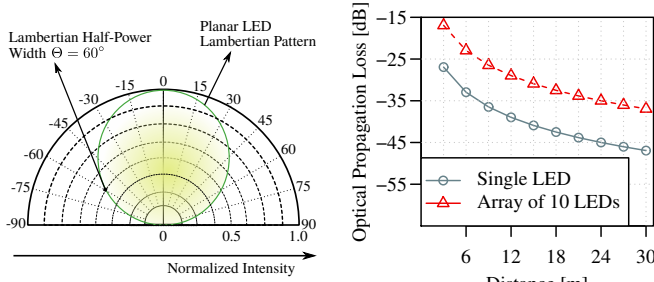 Lambertian Half-Power
Width Θ = 60°
Planar LED
Lambertian Pattern
0
-15
15
-30
30
-45
45
-60
60
-75
75
-90
90
0
0.5
1.0
Normalized Intensity
Optical Propagation Loss [dB]
−15
−25
−35
−45
−55
Single LED
Array of 10 LEDs
6
12
18
24
30
Distance [m]